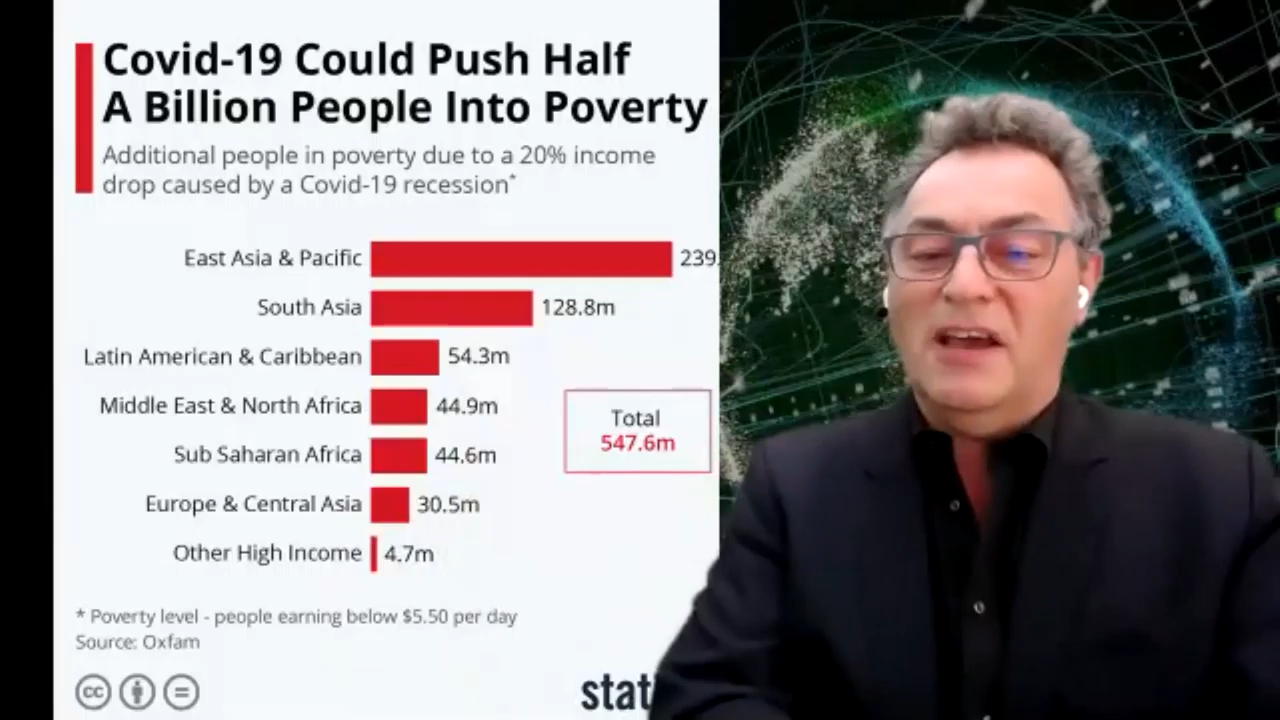 Covid-19 Could Push Half
A Billion People Into Poverty
Additional people in poverty due to a 20% income
drop caused by a Covid-19 recession*
East Asia & Pacific 239.
South Asia 128.8m
Latin American & Caribbean 54.3m
Middle East & North Africa 44.9m
Total
547.6m
Sub Saharan Africa 44.6m
Europe & Central Asia 30.5m
Other High Income 4.7m
* Poverty level - people earning below $5.50 per day
Source: Oxfam
cc